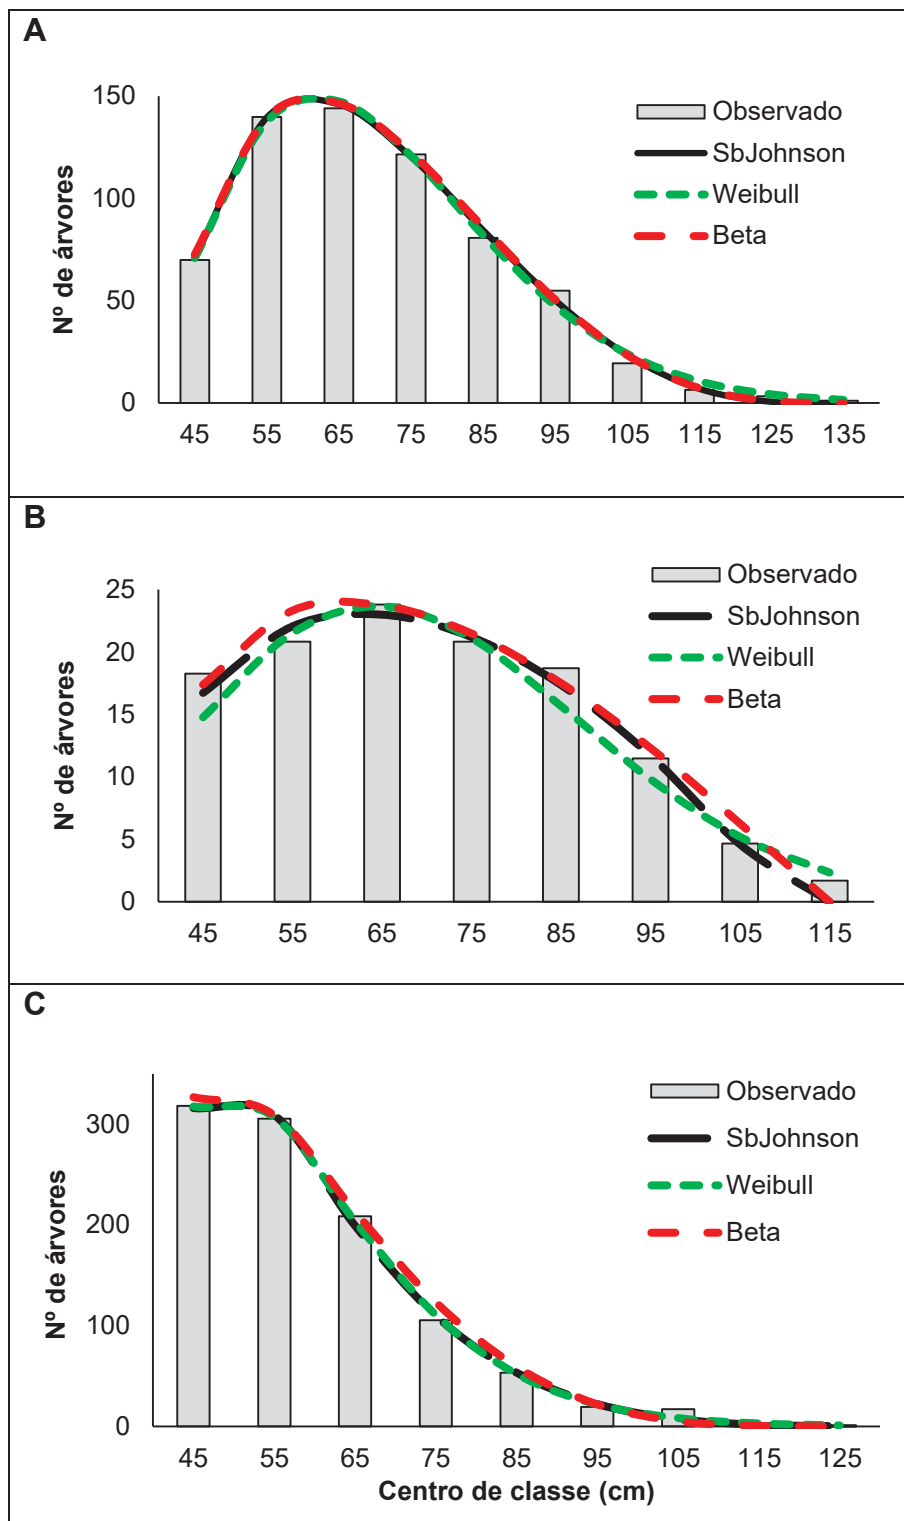 A
150
100
50
0
Nº de árvores
Observado
SbJohnson
Weibull
Beta
45 55 65 75 85 95 105 115 125 135
B
25
20
15
10
5
0
Nº de árvores
Observado
SbJohnson
Weibull
Beta
45 55 65 75 85 95 105 115
C
300
200
100
0
Nº de árvores
Observado
SbJohnson
Weibull
Beta
45 55 65 75 85 95 105 115 125
Centro de classe (cm)